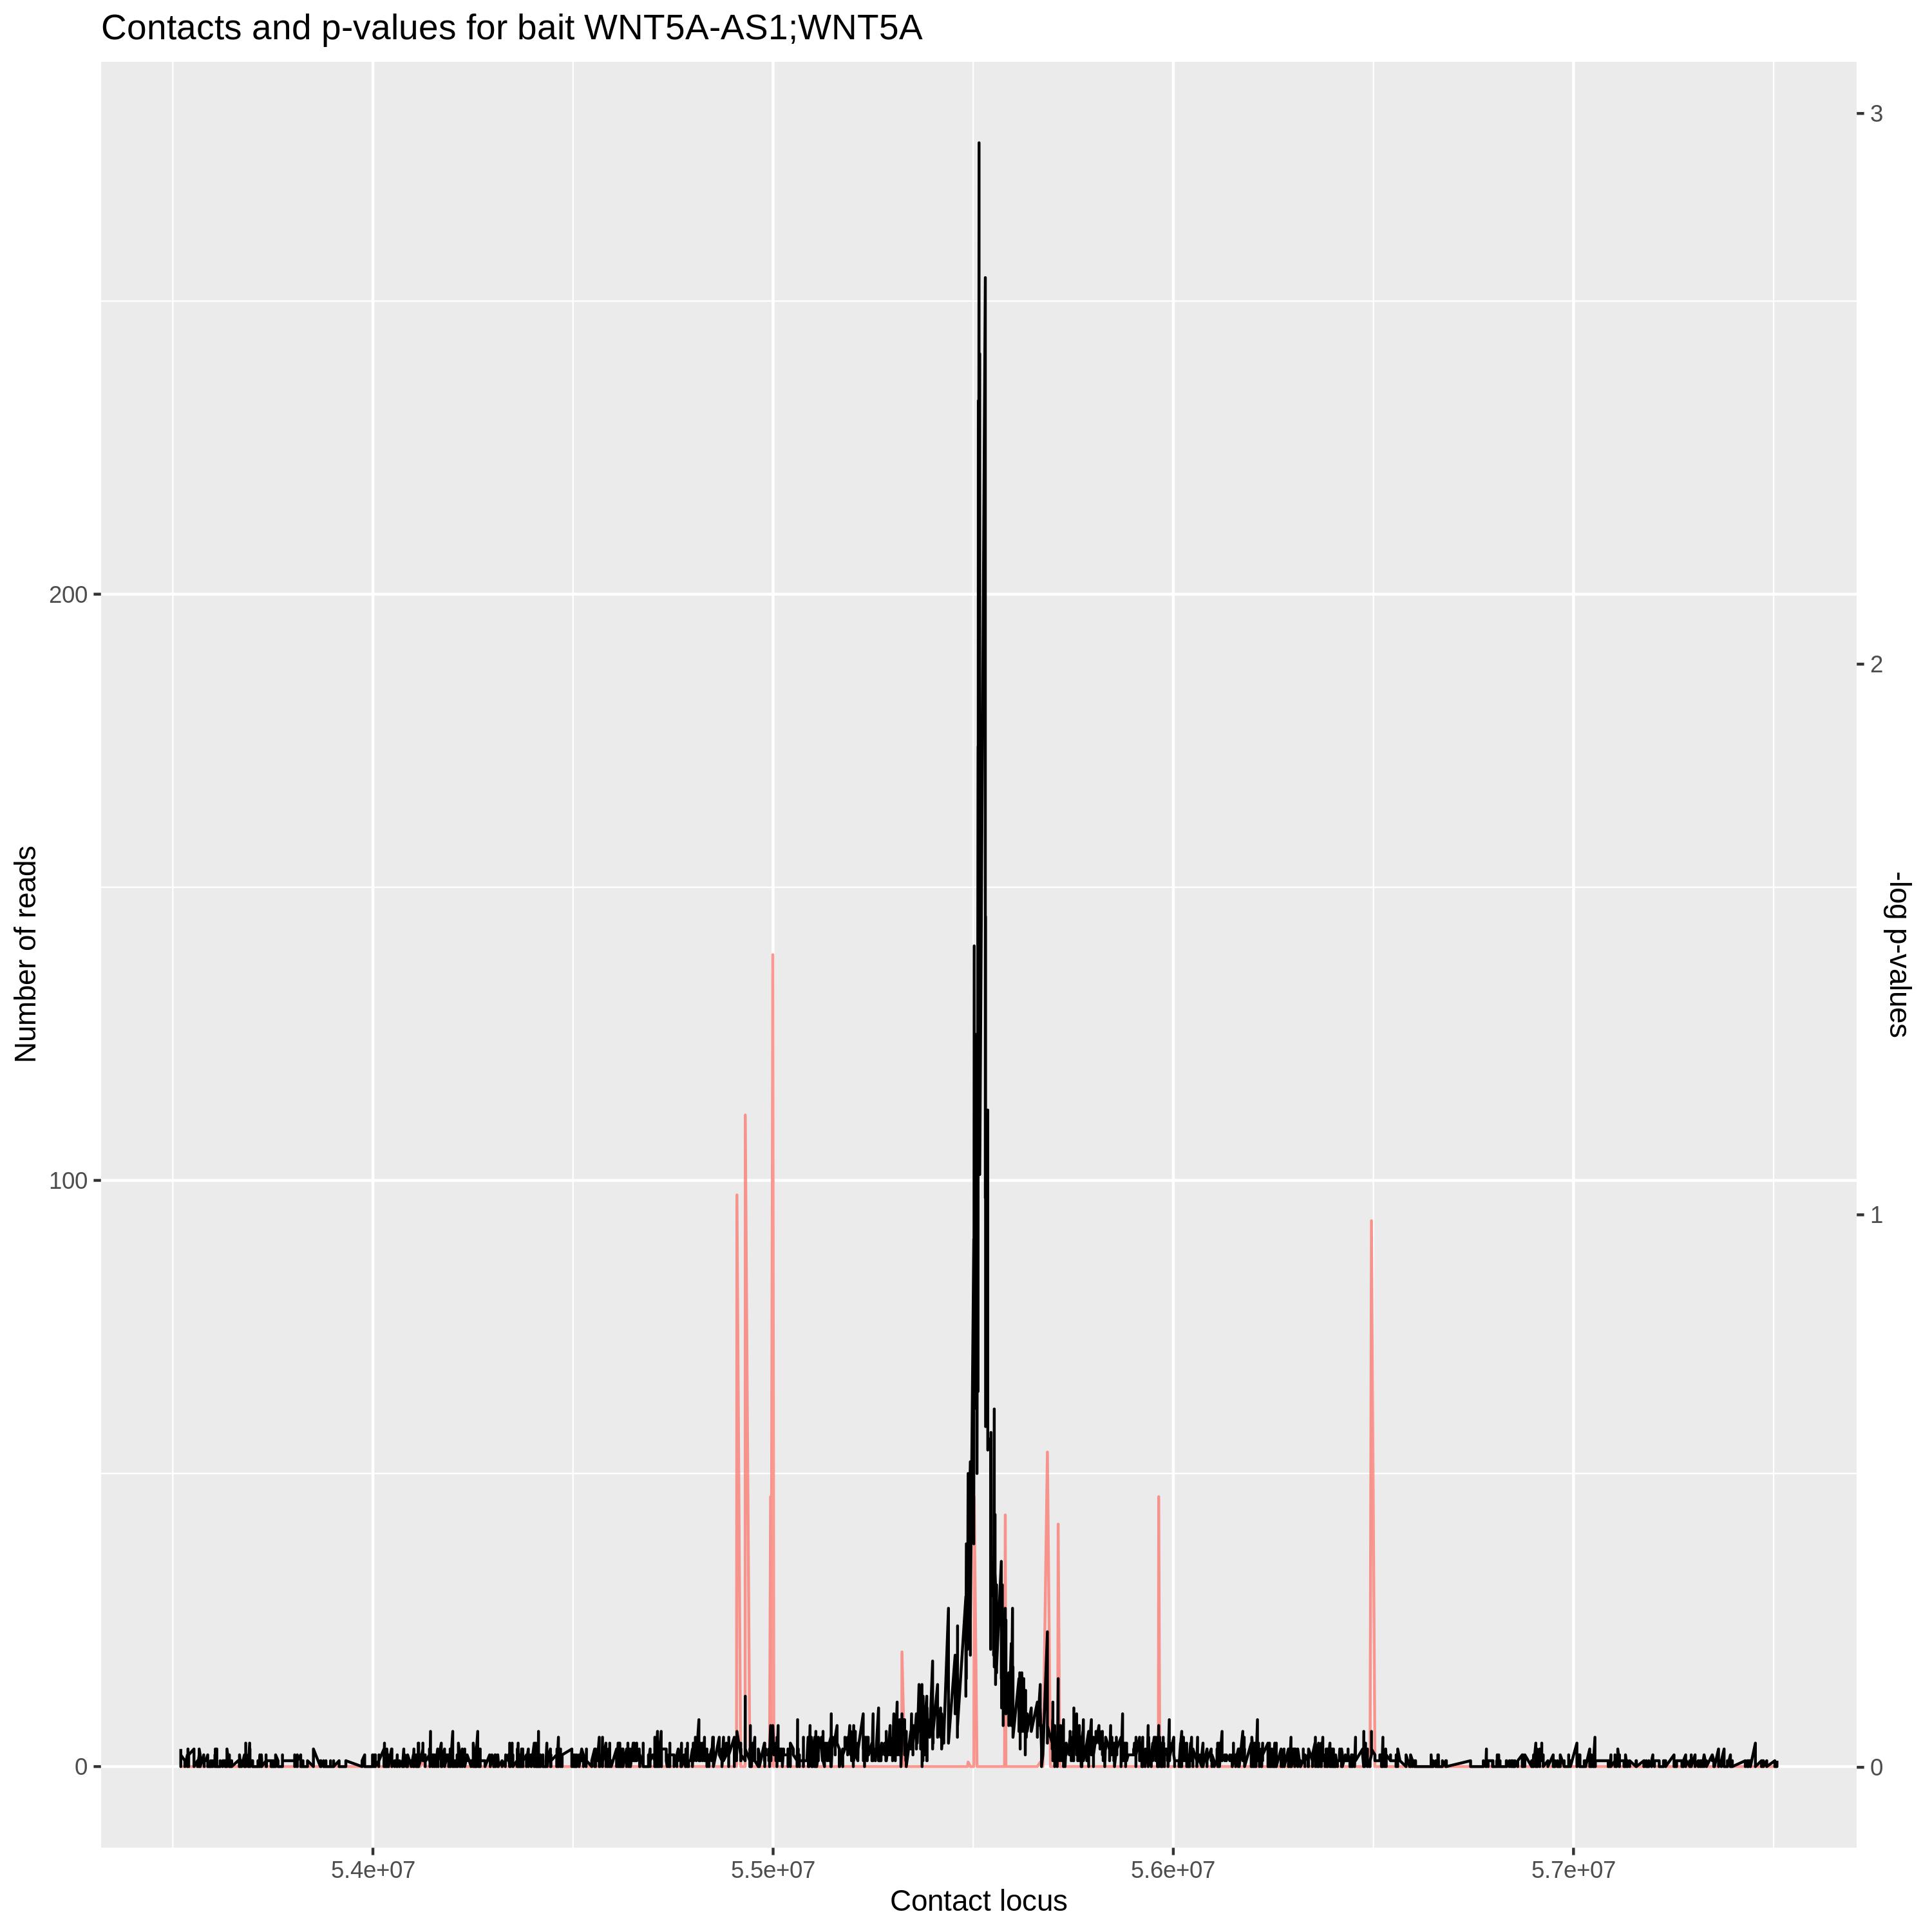 Contacts and p-values for bait WNT5A-AS1;WNT5A
Number of reads
200
100
0
3
2
1
0
-log p-values
5.4e+07
5.5e+07
5.6e+07
5.7e+07
Contact locus